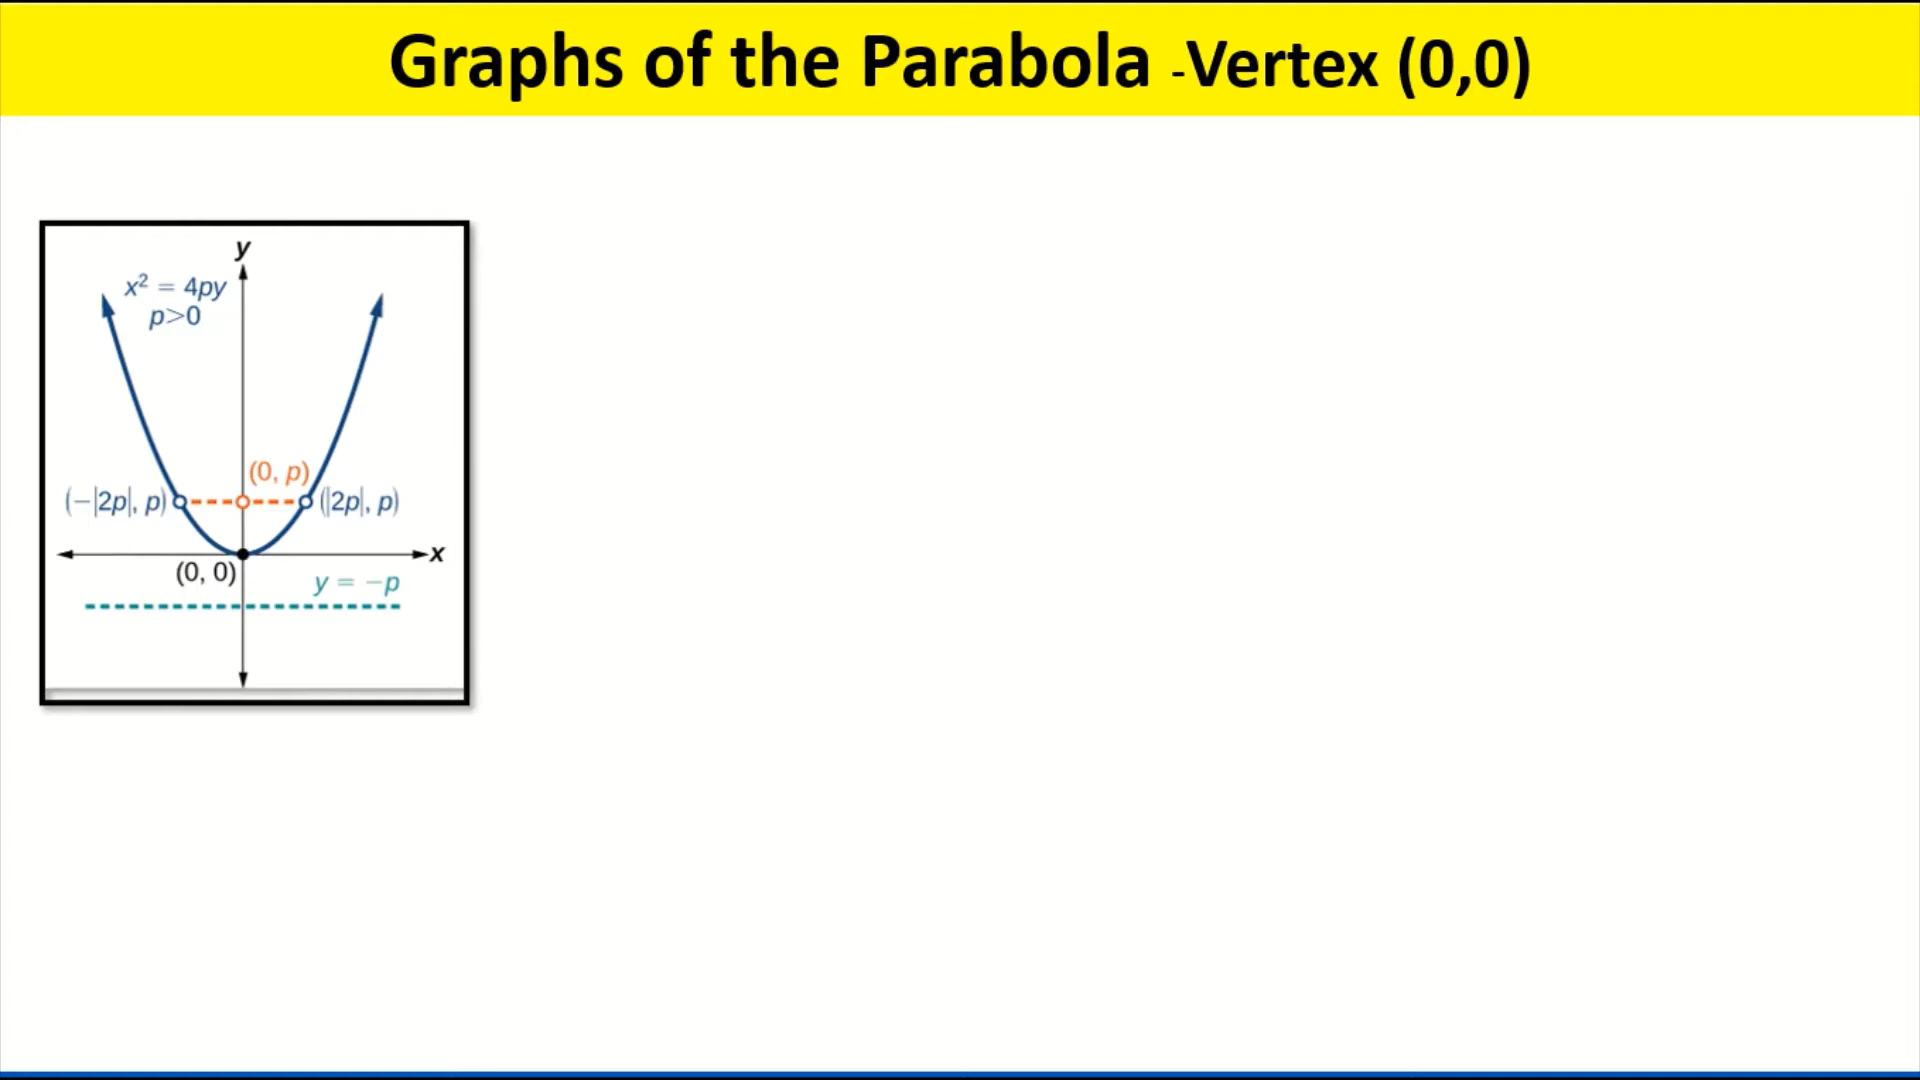 Graphs of the Parabola -Vertex (0,0)
y
x² = 4py
p>0
(0, p)
(−|2p|, p) (|2p|, p)
x
(0, 0)
y = −p